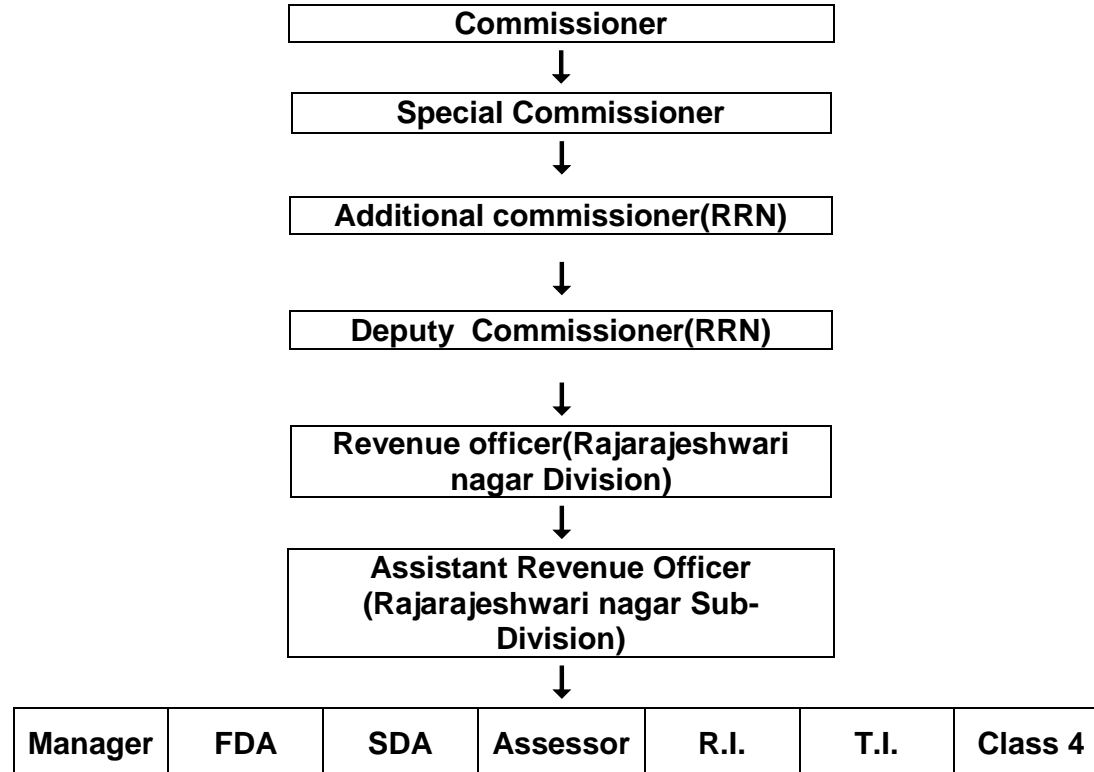 Commissioner
Special Commissioner
Additional commissioner(RRN)
Deputy Commissioner(RRN)
Revenue officer(Rajarajeshwari
nagar Division)
Assistant Revenue Officer
(Rajarajeshwari nagar Sub-
Division)
Manager FDA SDA Assessor R.I. T.I. Class 4